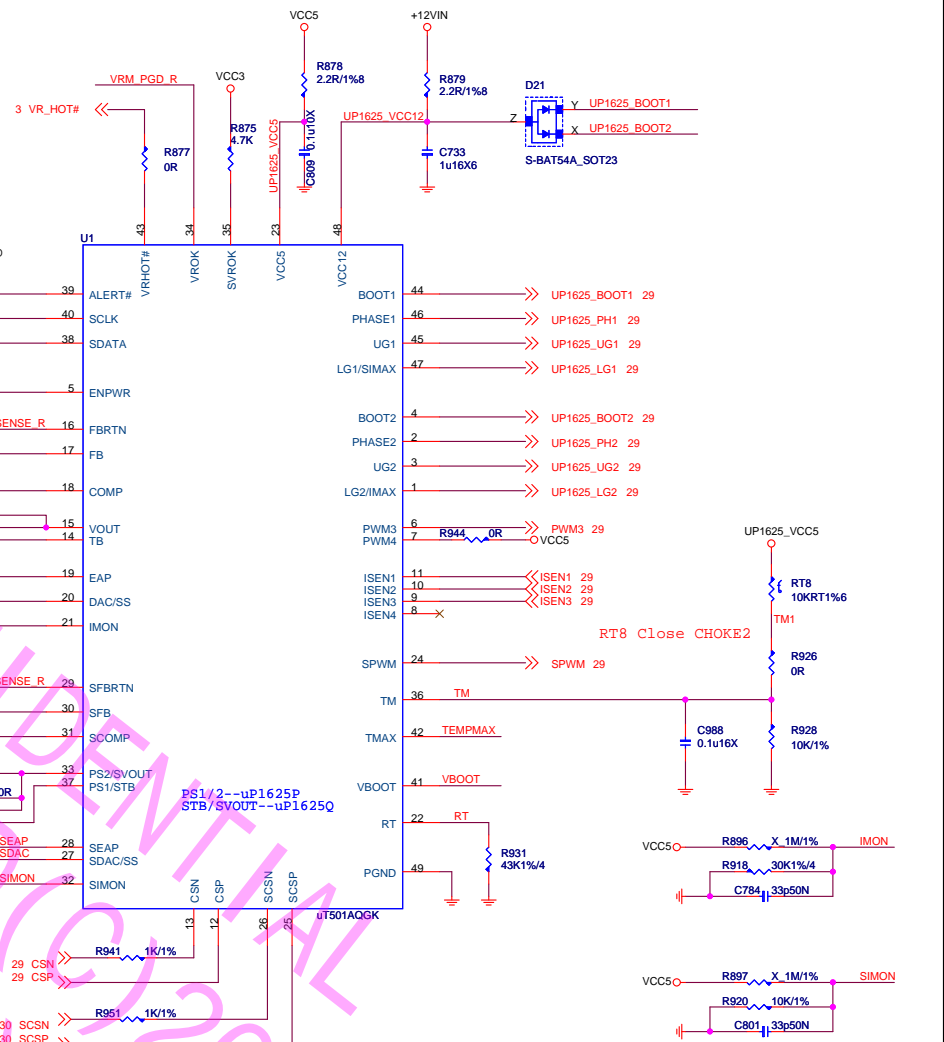 VCC5
+12VIN
VRM_PGD_R
VCC3
R878
2.2R/1%8
R879
2.2R/1%8
D21
3 VR_HOT#
R875
4.7K
R877
0R
UP1625_VCC5
C809 0.1u10X
UP1625_VCC12
C733
1u16X6
Z
Y
UP1625_BOOT1
X
UP1625_BOOT2
S-BAT54A_SOT23
U1
43
34
35
23
48
VRHOT#
VROK
SVROK
VCC5
VCC12
39 ALERT#
40 SCLK
38 SDATA
5 ENPWR
SENSE_R 16 FBRTN
17 FB
18 COMP
15 VOUT
14 TB
19 EAP
20 DAC/SS
21 IMON
SENSE_R 29 SFBRTN
30 SFB
31 SCOMP
33 PS2/SVOUT
37 PS1/STB
0R
SEAP 28 SEAP
SDAC 27 SDAC/SS
SIMON 32 SIMON
BOOT1 44 UP1625_BOOT1 29
PHASE1 46 UP1625_PH1 29
UG1 45 UP1625_UG1 29
LG1/SIMAX 47 UP1625_LG1 29
BOOT2 4 UP1625_BOOT2 29
PHASE2 2 UP1625_PH2 29
UG2 3 UP1625_UG2 29
LG2/IMAX 1 UP1625_LG2 29
PWM3 6 PWM3 29
PWM4 7 R944 0R VCC5
ISEN1 11 ISEN1 29
ISEN2 10 ISEN2 29
ISEN3 9 ISEN3 29
ISEN4 8
SPWM 24 SPWM 29
TM 36 TM
TMAX 42 TEMPMAX
VBOOT 41 VBOOT
RT 22 RT
PGND 49
PS1/2--uP1625P
STB/SVOUT--uP1625Q
CSN
CSP
SCSN
SCSP
13
12
26
25
uT501AQGK
R931
43K1%/4
UP1625_VCC5
RT8
10KRT1%6
TM1
RT8 Close CHOKE2
R926
0R
C988
0.1u16X
R928
10K/1%
VCC5 R896 X_1M/1% IMON
R918 30K1%/4
C784 33p50N
VCC5 R897 X_1M/1% SIMON
R920 10K/1%
C801 33p50N
R941 1K/1%
29 CSN
29 CSP
R951 1K/1%
30 SCSN
30 SCSP
IDENTIAL
(C)20